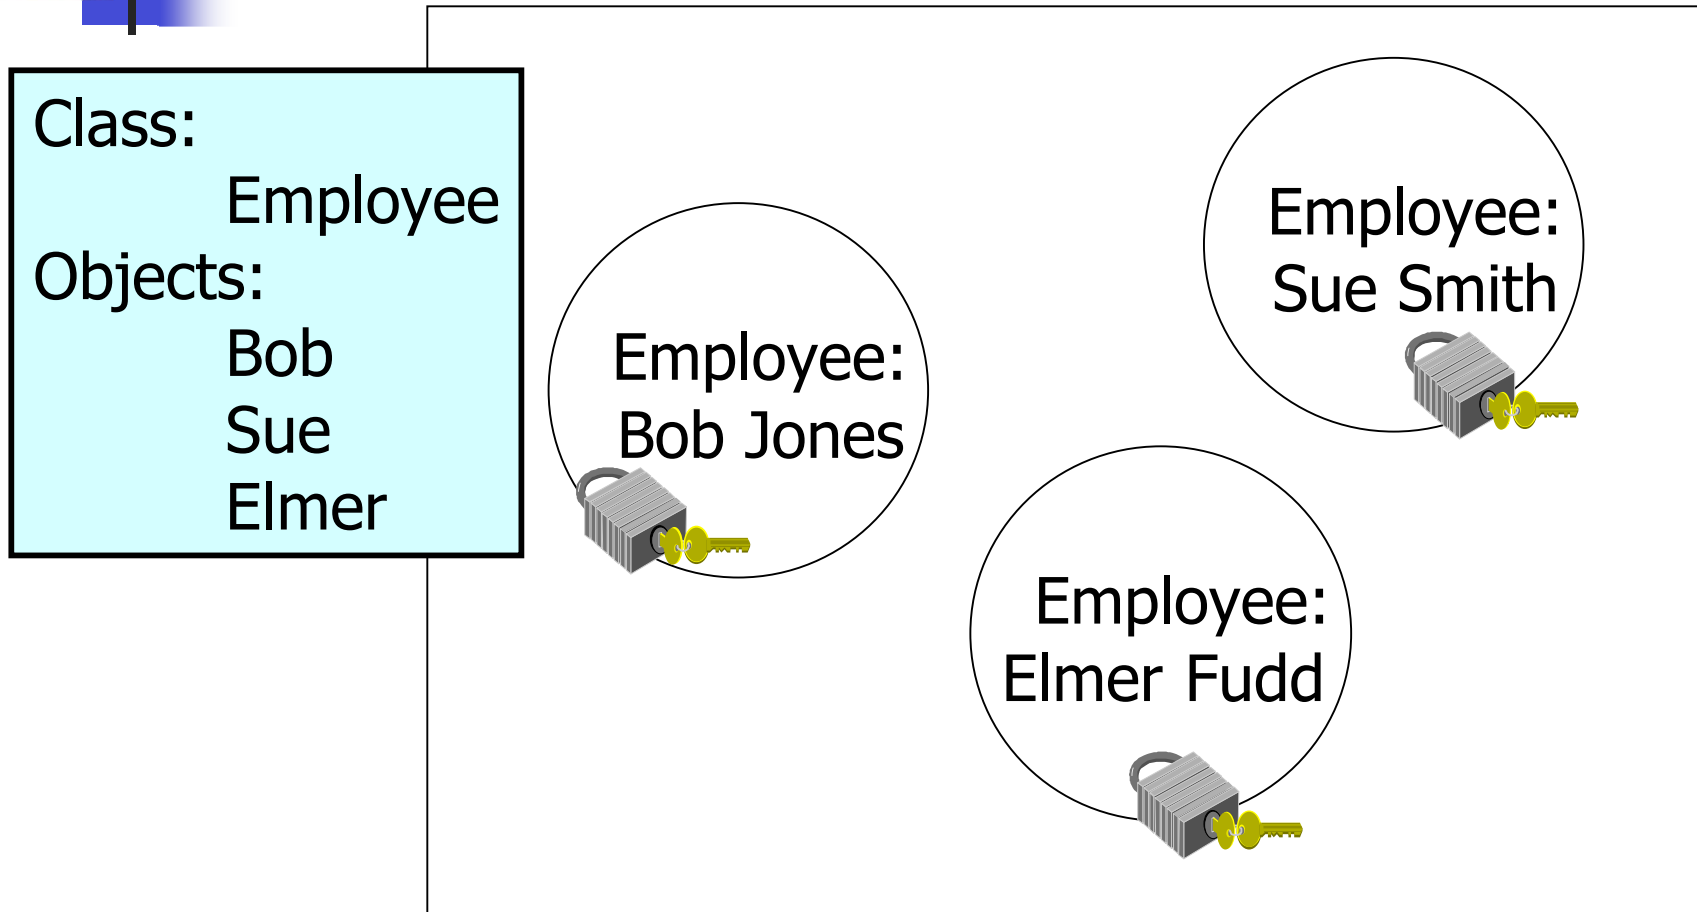 Class:
Employee
Objects:
Bob
Sue
Elmer
Employee:
Bob Jones
Employee:
Sue Smith
Employee:
Elmer Fudd